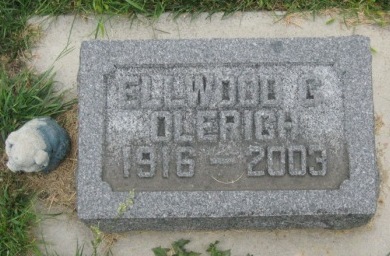 ELLWOOD G
OLERICH
1916 - 2003